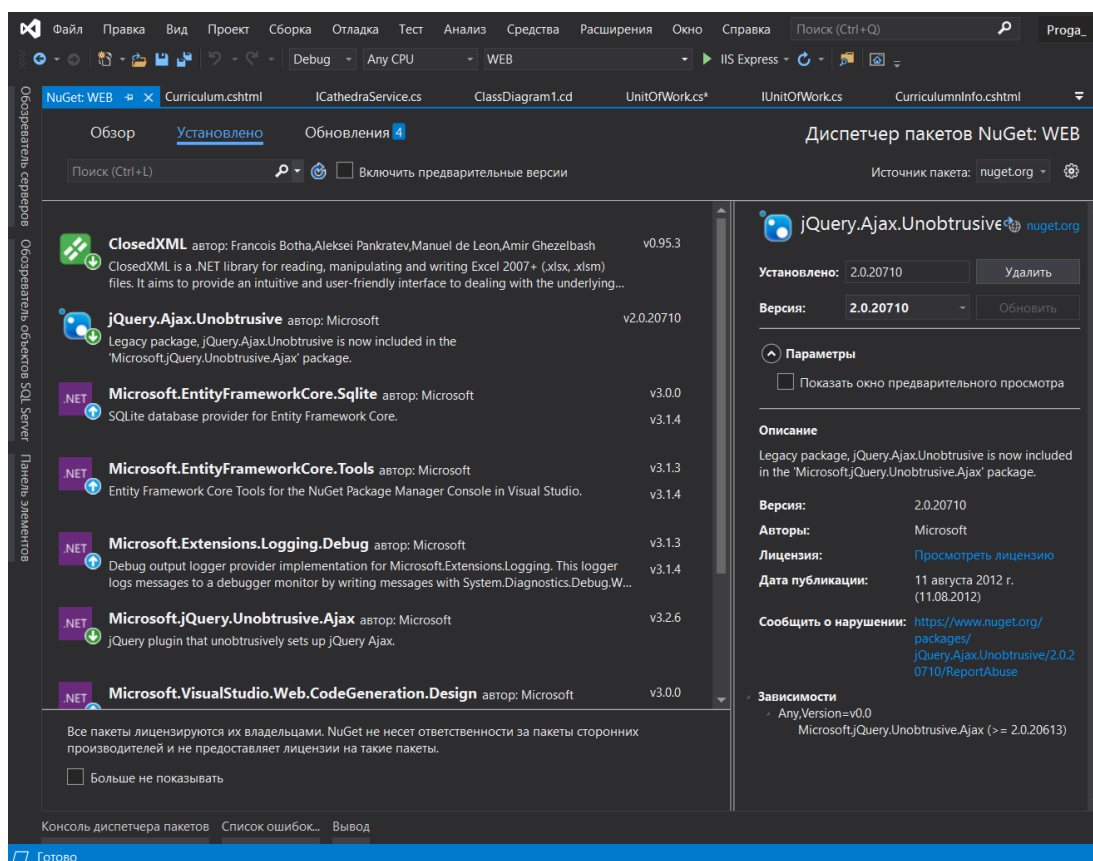 Файл Правка Вид Проект Сборка Отладка Тест Анализ Средства Расширения Окно Справка Поиск (Ctrl+Q) Proga_
Debug Any CPU WEB IIS Express
NuGet: WEB Curriculum.cshtml ICathedraService.cs ClassDiagram1.cd UnitOfWork.cs* IUnitOfWork.cs CurriculumnInfo.cshtml
Обозреватель серверов
Обозреватель объектов SQL Server
Панель элементов
Обзор Установлено Обновления 4
Диспетчер пакетов NuGet: WEB
Поиск (Ctrl+L) Включить предварительные версии
Источник пакета: nuget.org
ClosedXML автор: Francois Botha,Aleksei Pankratev,Manuel de Leon,Amir Ghezelbash v0.95.3
ClosedXML is a .NET library for reading, manipulating and writing Excel 2007+ (.xlsx, .xlsm)
files. It aims to provide an intuitive and user-friendly interface to dealing with the underlying...
jQuery.Ajax.Unobtrusive автор: Microsoft v2.0.20710
Legacy package, jQuery.Ajax.Unobtrusive is now included in the
'Microsoft.jQuery.Unobtrusive.Ajax' package.
.NET Microsoft.EntityFrameworkCore.Sqlite автор: Microsoft v3.0.0
SQLite database provider for Entity Framework Core. v3.1.4
.NET Microsoft.EntityFrameworkCore.Tools автор: Microsoft v3.1.3
Entity Framework Core Tools for the NuGet Package Manager Console in Visual Studio. v3.1.4
.NET Microsoft.Extensions.Logging.Debug автор: Microsoft v3.1.3
Debug output logger provider implementation for Microsoft.Extensions.Logging. This logger v3.1.4
logs messages to a debugger monitor by writing messages with System.Diagnostics.Debug.W...
.NET Microsoft.jQuery.Unobtrusive.Ajax автор: Microsoft v3.2.6
jQuery plugin that unobtrusively sets up jQuery Ajax.
.NET Microsoft.VisualStudio.Web.CodeGeneration.Design автор: Microsoft v3.0.0
Все пакеты лицензируются их владельцами. NuGet не несет ответственности за пакеты сторонних
производителей и не предоставляет лицензии на такие пакеты.
Больше не показывать
jQuery.Ajax.Unobtrusive nuget.org
Установлено: 2.0.20710 Удалить
Версия: 2.0.20710 Обновить
Параметры
Показать окно предварительного просмотра
Описание
Legacy package, jQuery.Ajax.Unobtrusive is now included
in the 'Microsoft.jQuery.Unobtrusive.Ajax' package.
Версия: 2.0.20710
Авторы: Microsoft
Лицензия: Просмотреть лицензию
Дата публикации: 11 августа 2012 г.
(11.08.2012)
Сообщить о нарушении: https://www.nuget.org/
packages/
jQuery.Ajax.Unobtrusive/2.0.2
0710/ReportAbuse
Зависимости
Any,Version=v0.0
Microsoft.jQuery.Unobtrusive.Ajax (>= 2.0.20613)
Консоль диспетчера пакетов Список ошибок... Вывод
Готово